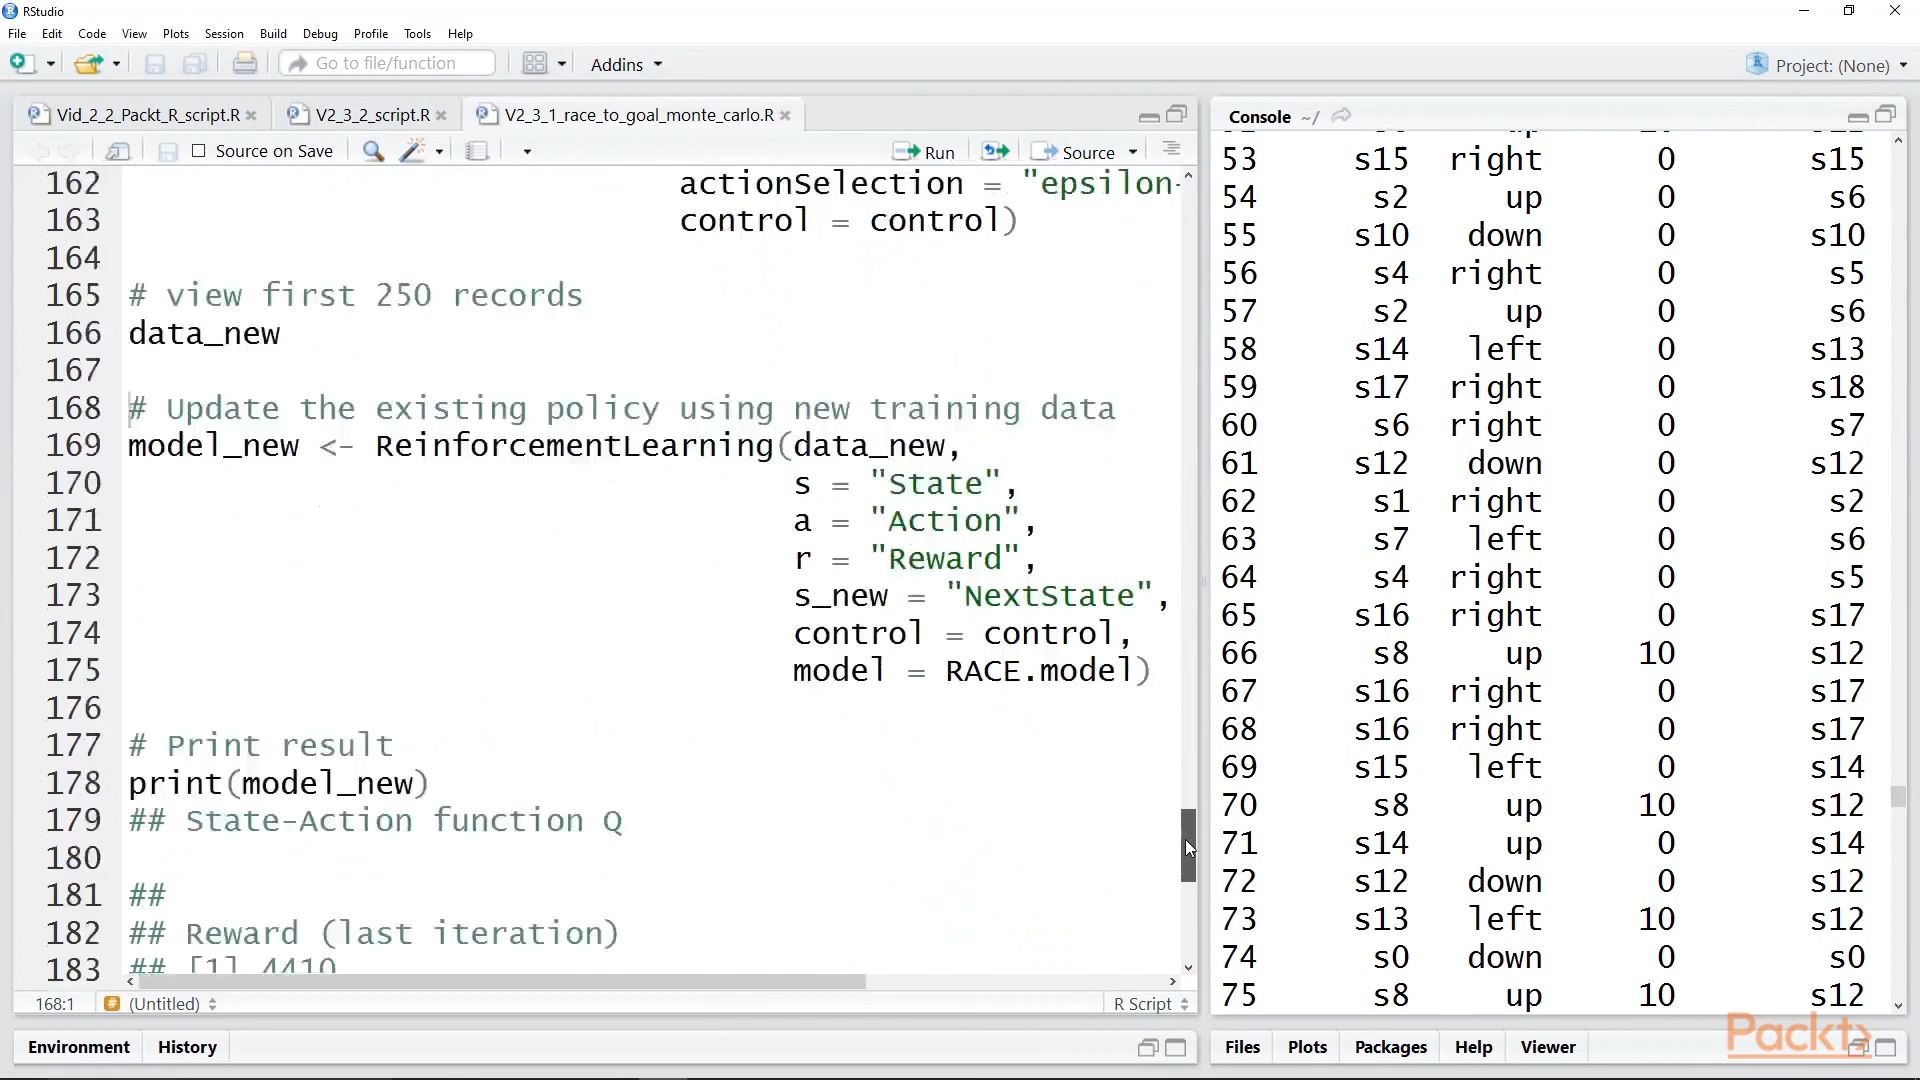 RStudio
File Edit Code View Plots Session Build Debug Profile Tools Help
Go to file/function Addins Project: (None)
Vid_2_2_Packt_R_script.R V2_3_2_script.R V2_3_1_race_to_goal_monte_carlo.R
Source on Save Run Source
162 actionSelection = "epsilon-
163 control = control)
164
165 # view first 250 records
166 data_new
167
168 # Update the existing policy using new training data
169 model_new <- ReinforcementLearning(data_new,
170 s = "State",
171 a = "Action",
172 r = "Reward",
173 s_new = "NextState",
174 control = control,
175 model = RACE.model)
176
177 # Print result
178 print(model_new)
179 ## State-Action function Q
180
181 ##
182 ## Reward (last iteration)
183 ## [1] 4410
168:1 (Untitled) R Script
Environment History
Console ~/
53 s15 right 0 s15
54 s2 up 0 s6
55 s10 down 0 s10
56 s4 right 0 s5
57 s2 up 0 s6
58 s14 left 0 s13
59 s17 right 0 s18
60 s6 right 0 s7
61 s12 down 0 s12
62 s1 right 0 s2
63 s7 left 0 s6
64 s4 right 0 s5
65 s16 right 0 s17
66 s8 up 10 s12
67 s16 right 0 s17
68 s16 right 0 s17
69 s15 left 0 s14
70 s8 up 10 s12
71 s14 up 0 s14
72 s12 down 0 s12
73 s13 left 10 s12
74 s0 down 0 s0
75 s8 up 10 s12
Files Plots Packages Help Viewer
Packt